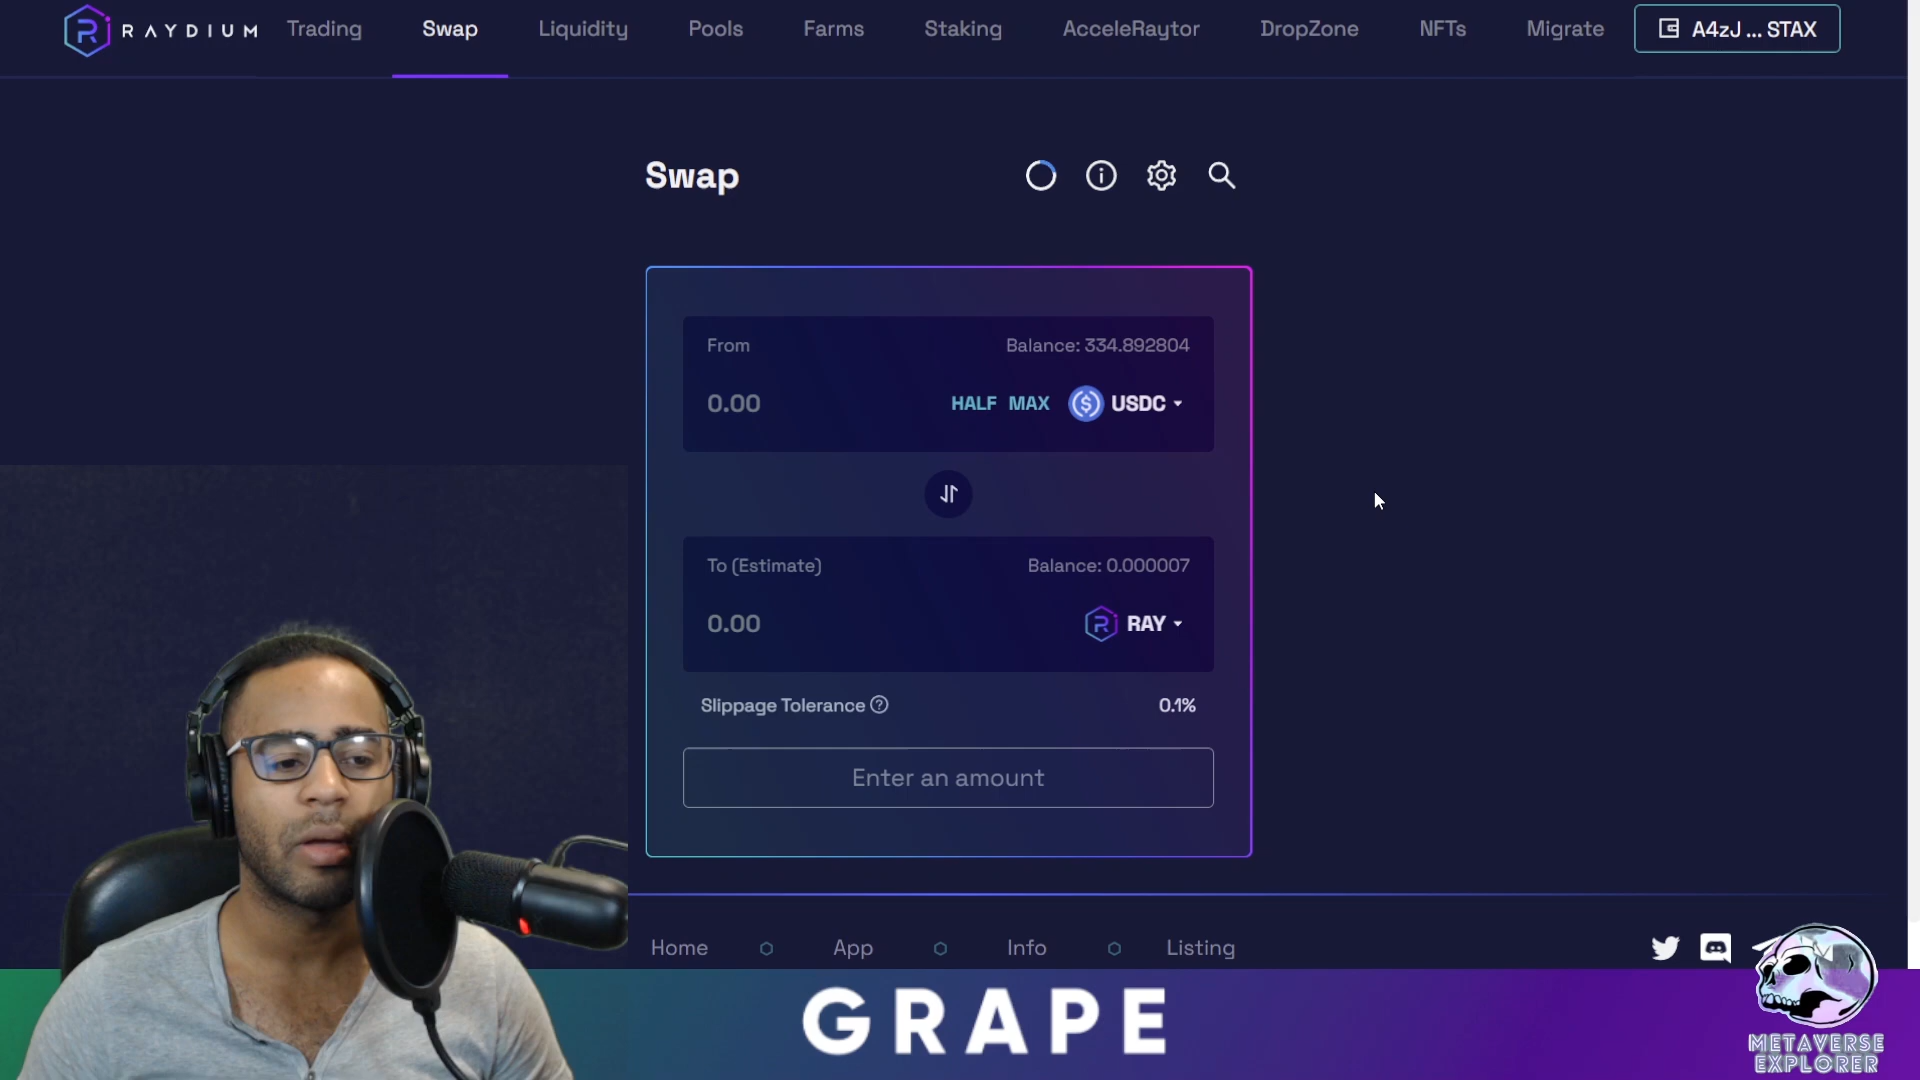 RAYDIUM
Trading
Swap
Liquidity
Pools
Farms
Staking
AcceleRaytor
DropZone
NFTs
Migrate
A4zJ ... STAX
Swap
From
Balance: 334.892804
0.00
HALF MAX
USDC
To (Estimate)
Balance: 0.000007
0.00
RAY
Slippage Tolerance
0.1%
Enter an amount
Home
App
Info
Listing
GRAPE
METAVERSE
EXPLORER